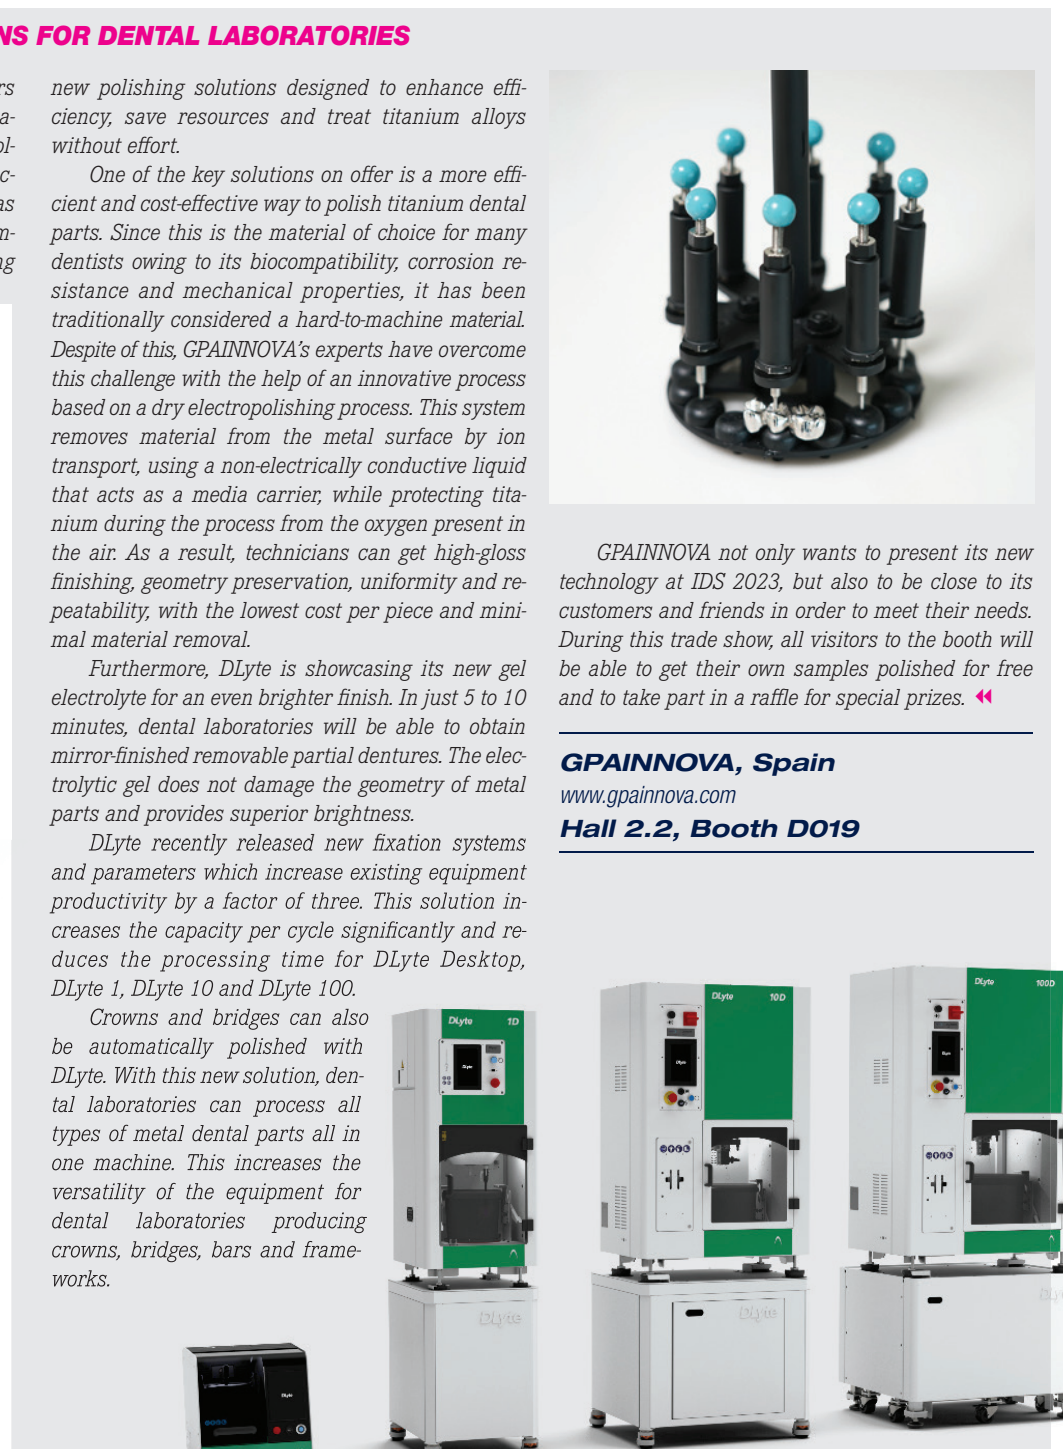 NS FOR DENTAL LABORATORIES
rs
a-
ol-
c-
as
m-
ng
new polishing solutions designed to enhance effi-
ciency, save resources and treat titanium alloys
without effort.
One of the key solutions on offer is a more effi-
cient and cost-effective way to polish titanium dental
parts. Since this is the material of choice for many
dentists owing to its biocompatibility, corrosion re-
sistance and mechanical properties, it has been
traditionally considered a hard-to-machine material.
Despite of this, GPAINNOVA's experts have overcome
this challenge with the help of an innovative process
based on a dry electropolishing process. This system
removes material from the metal surface by ion
transport, using a non-electrically conductive liquid
that acts as a media carrier, while protecting tita-
nium during the process from the oxygen present in
the air. As a result, technicians can get high-gloss
finishing, geometry preservation, uniformity and re-
peatability, with the lowest cost per piece and mini-
mal material removal.
Furthermore, DLyte is showcasing its new gel
electrolyte for an even brighter finish. In just 5 to 10
minutes, dental laboratories will be able to obtain
mirror-finished removable partial dentures. The elec-
trolytic gel does not damage the geometry of metal
parts and provides superior brightness.
DLyte recently released new fixation systems
and parameters which increase existing equipment
productivity by a factor of three. This solution in-
creases the capacity per cycle significantly and re-
duces the processing time for DLyte Desktop,
DLyte 1, DLyte 10 and DLyte 100.
Crowns and bridges can also
be automatically polished with
DLyte. With this new solution, den-
tal laboratories can process all
types of metal dental parts all in
one machine. This increases the
versatility of the equipment for
dental laboratories producing
crowns, bridges, bars and frame-
works.
GPAINNOVA not only wants to present its new
technology at IDS 2023, but also to be close to its
customers and friends in order to meet their needs.
During this trade show, all visitors to the booth will
be able to get their own samples polished for free
and to take part in a raffle for special prizes.
GPAINNOVA, Spain
www.gpainnova.com
Hall 2.2, Booth D019
DLyte 1D
DLyte
DLyte
DLyte 10D
DLyte
DLyte
DLyte 100D
DLyte
DLyte